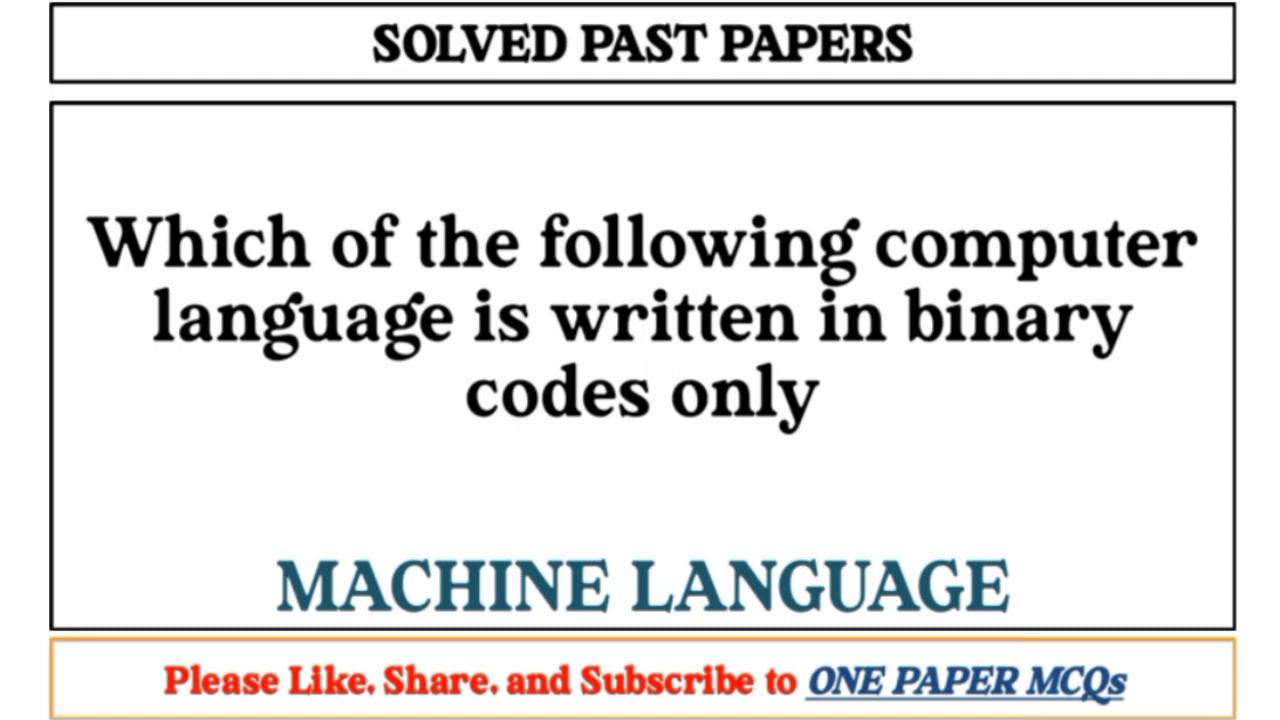 SOLVED PAST PAPERS
Which of the following computer
language is written in binary
codes only
MACHINE LANGUAGE
Please Like. Share. and Subscribe to ONE PAPER MCQs